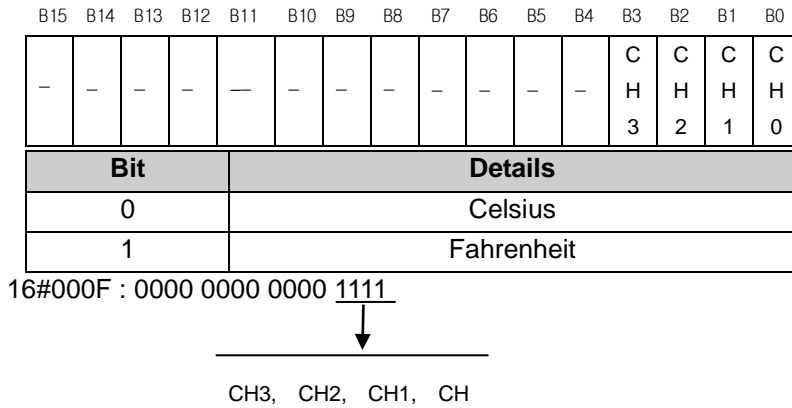 B15 B14 B13 B12 B11 B10 B9 B8 B7 B6 B5 B4 B3 B2 B1 B0
– – – – — – – – – – – – CH3 CH2 CH1 CH0
Bit Details
0 Celsius
1 Fahrenheit
16#000F : 0000 0000 0000 1111
CH3, CH2, CH1, CH